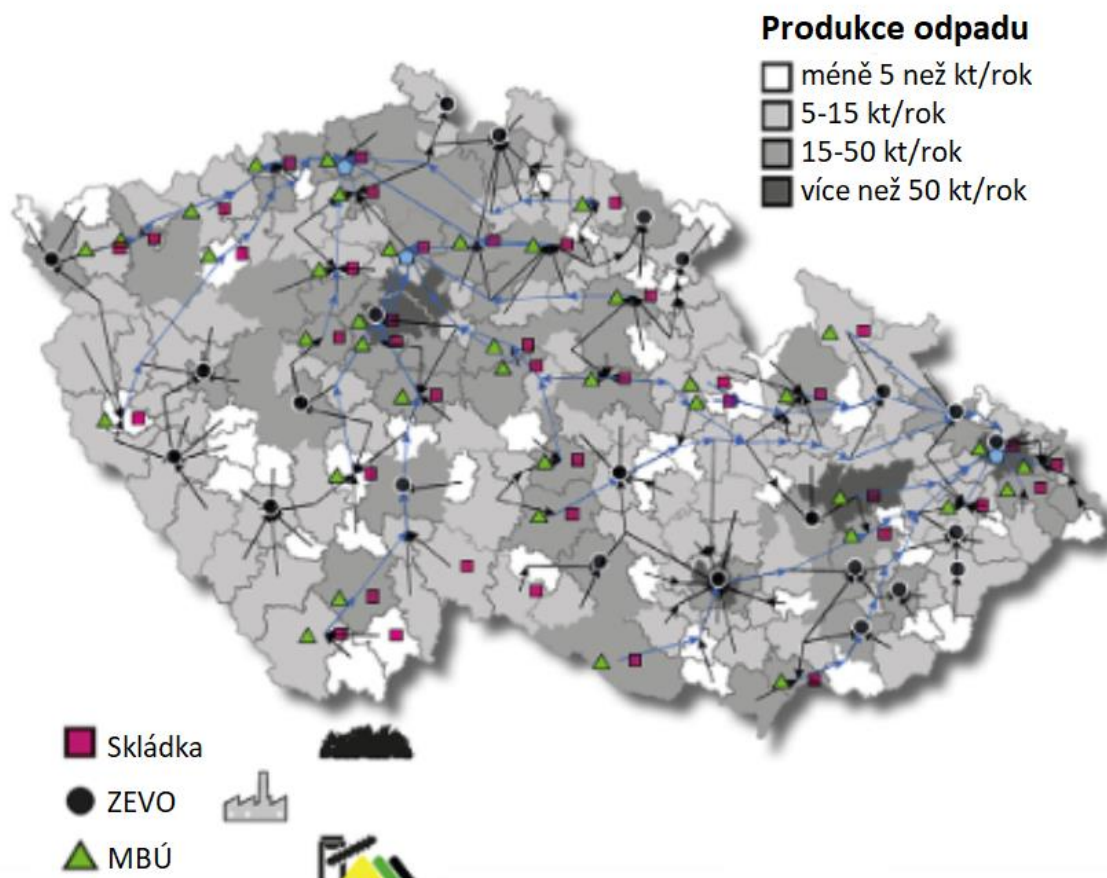 Produkce odpadu
méně 5 než kt/rok
5-15 kt/rok
15-50 kt/rok
více než 50 kt/rok
Skládka
ZEVO
MBÚ